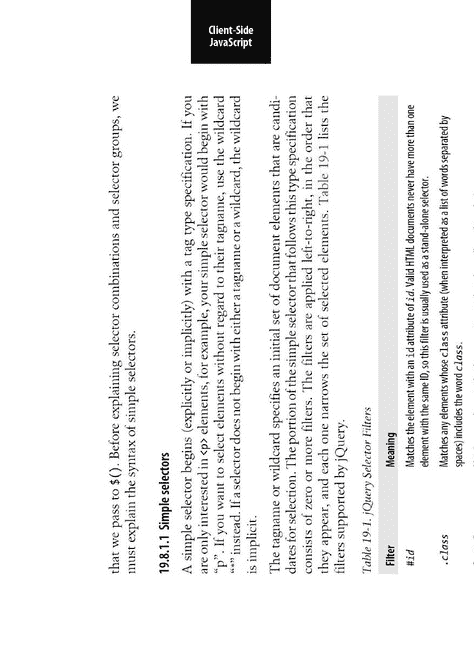 Client-Side
JavaScript
that we pass to $(). Before explaining selector combinations and selector groups, we
must explain the syntax of simple selectors.
19.8.1.1 Simple selectors
A simple selector begins (explicitly or implicitly) with a tag type specification. If you
are only interested in <p> elements, for example, your simple selector would begin with
“p”. If you want to select elements without regard to their tagname, use the wildcard
“*” instead. If a selector does not begin with either a tagname or a wildcard, the wildcard
is implicit.
The tagname or wildcard specifies an initial set of document elements that are candi-
dates for selection. The portion of the simple selector that follows this type specification
consists of zero or more filters. The filters are applied left-to-right, in the order that
they appear, and each one narrows the set of selected elements. Table 19-1 lists the
filters supported by jQuery.
Table 19-1. jQuery Selector Filters
Filter Meaning
#id Matches the element with an id attribute of id. Valid HTML documents never have more than one
element with the same ID, so this filter is usually used as a stand-alone selector.
.class Matches any elements whose class attribute (when interpreted as a list of words separated by
spaces) includes the word class.